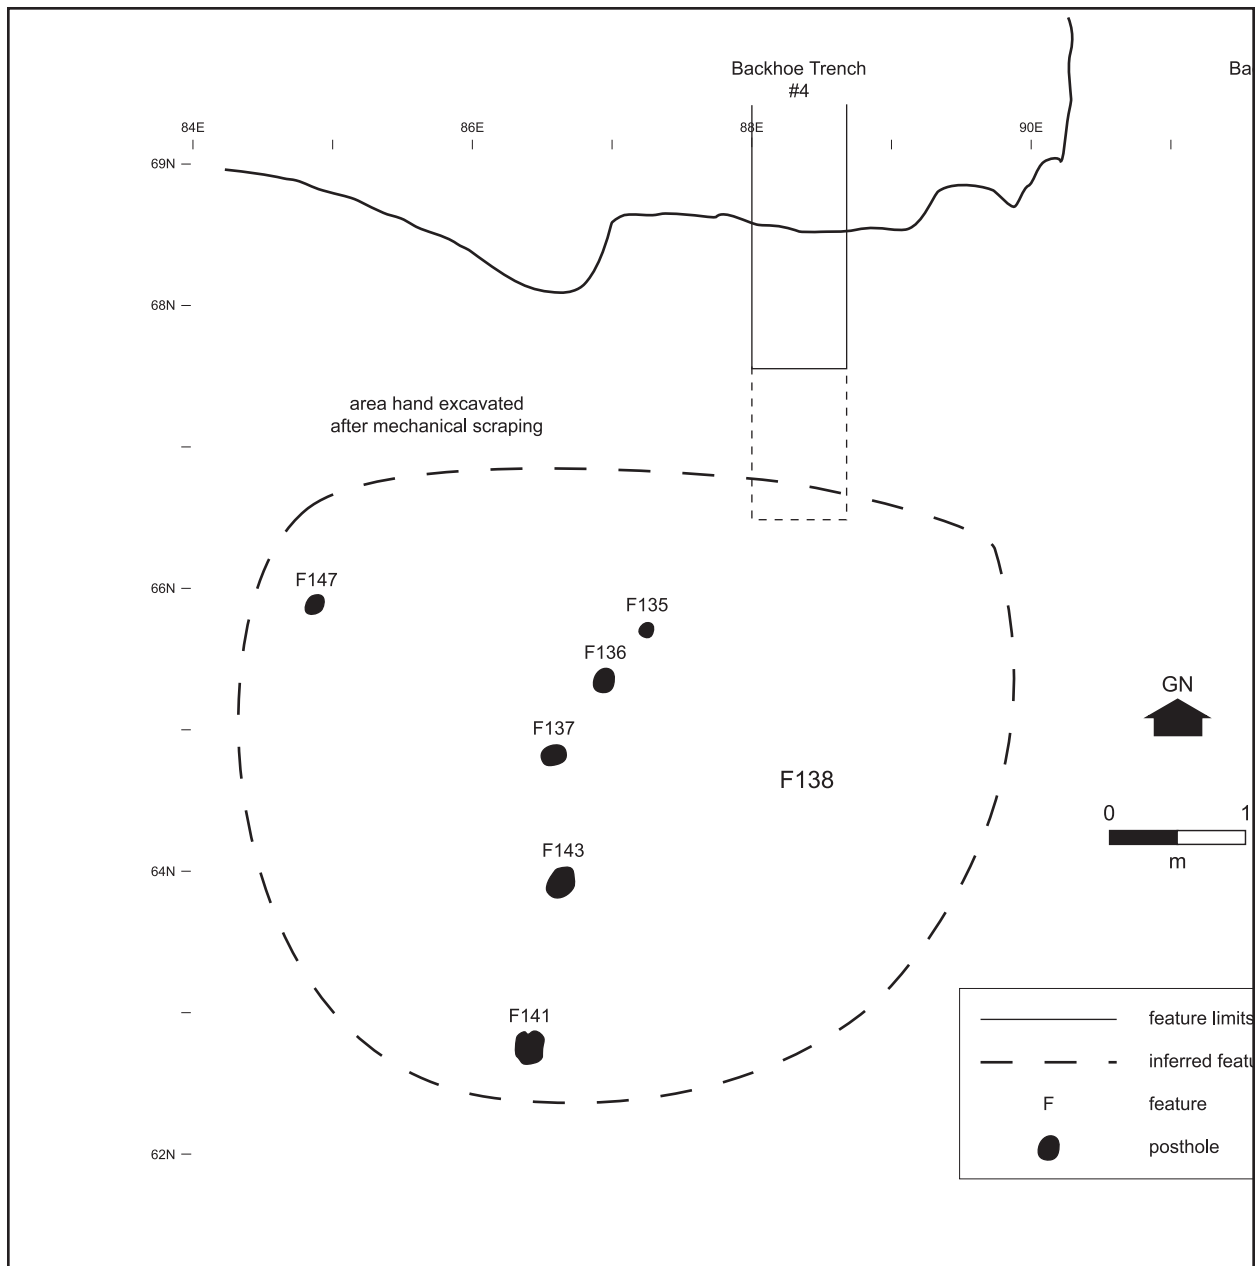 Backhoe Trench
#4
Ba
84E
86E
88E
90E
69N
68N
area hand excavated
after mechanical scraping
66N
F147
F135
F136
GN
F137
F138
0
1
m
F143
64N
F141
feature limits
inferred featu
F
feature
posthole
62N